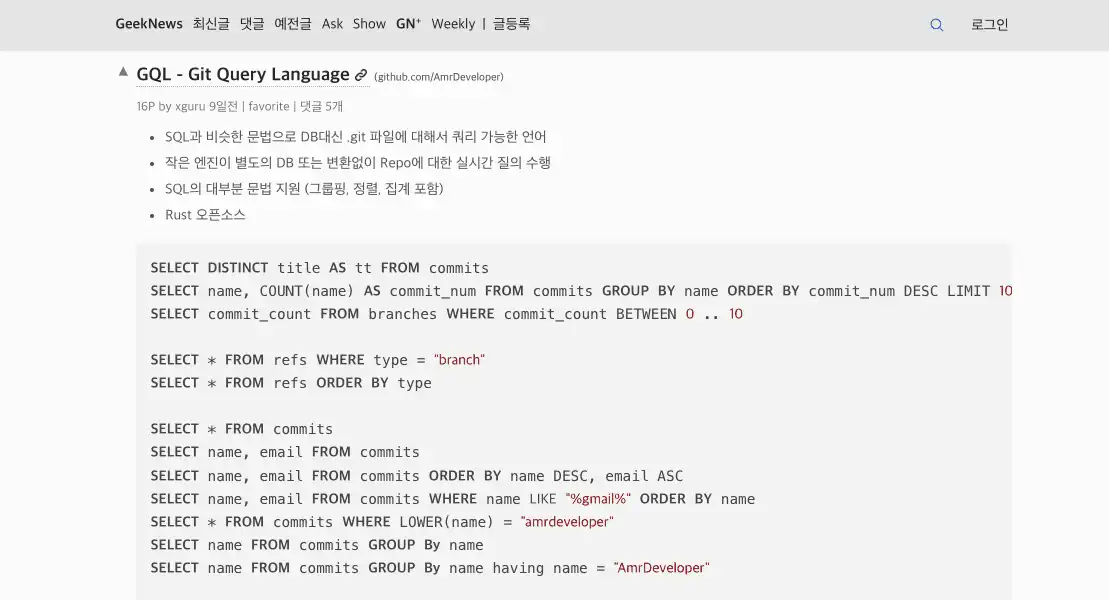 GeekNews 최신글 댓글 예전글 Ask Show GN⁺ Weekly | 글등록 로그인
▲ GQL - Git Query Language (github.com/AmrDeveloper)
16P by xguru 9일전 | favorite | 댓글 5개
• SQL과 비슷한 문법으로 DB대신 .git 파일에 대해서 쿼리 가능한 언어
• 작은 엔진이 별도의 DB 또는 변환없이 Repo에 대한 실시간 질의 수행
• SQL의 대부분 문법 지원 (그룹핑, 정렬, 집계 포함)
• Rust 오픈소스
SELECT DISTINCT title AS tt FROM commits
SELECT name, COUNT(name) AS commit_num FROM commits GROUP BY name ORDER BY commit_num DESC LIMIT 10
SELECT commit_count FROM branches WHERE commit_count BETWEEN 0 .. 10
SELECT * FROM refs WHERE type = "branch"
SELECT * FROM refs ORDER BY type
SELECT * FROM commits
SELECT name, email FROM commits
SELECT name, email FROM commits ORDER BY name DESC, email ASC
SELECT name, email FROM commits WHERE name LIKE "%gmail%" ORDER BY name
SELECT * FROM commits WHERE LOWER(name) = "amrdeveloper"
SELECT name FROM commits GROUP By name
SELECT name FROM commits GROUP By name having name = "AmrDeveloper"